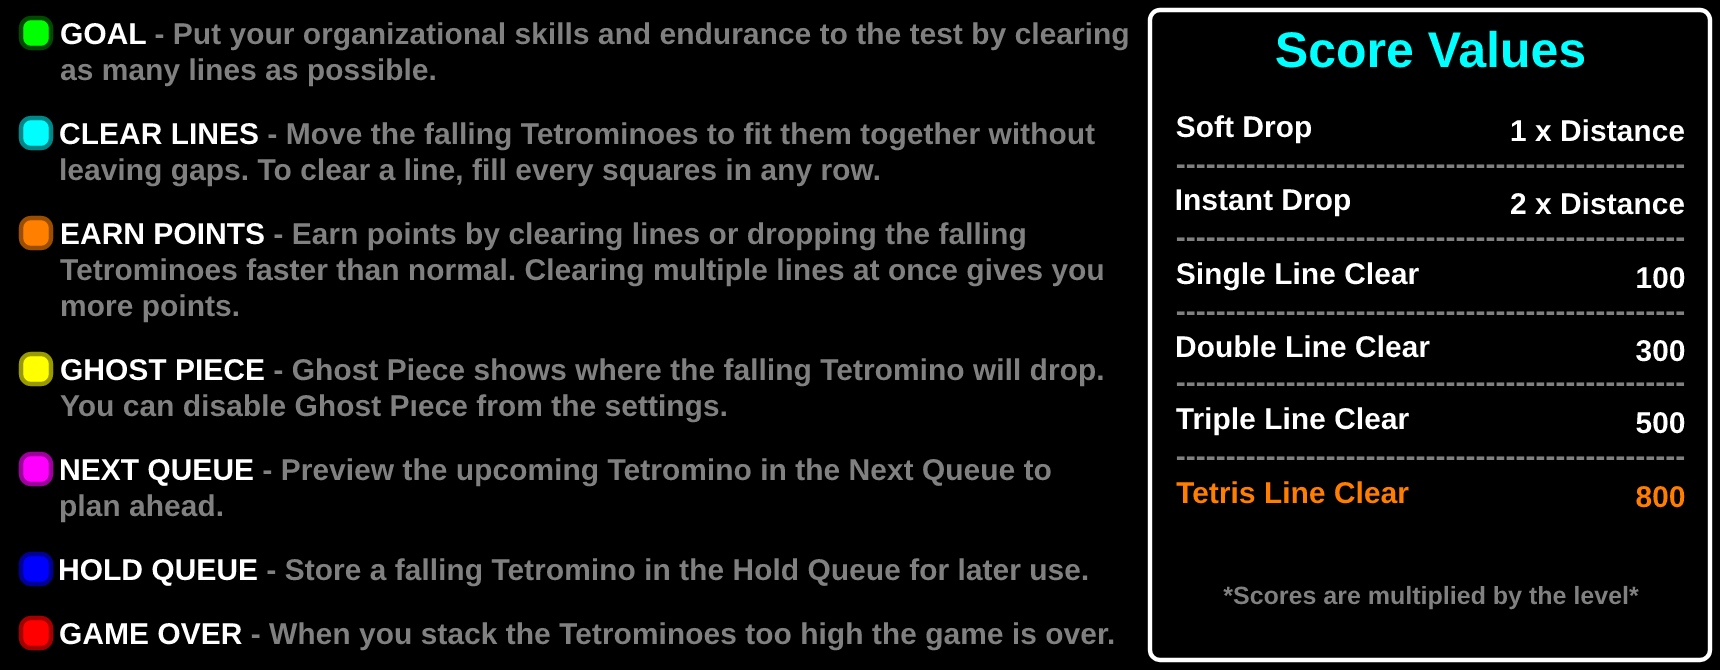 GOAL - Put your organizational skills and endurance to the test by clearing
as many lines as possible.
CLEAR LINES - Move the falling Tetrominoes to fit them together without
leaving gaps. To clear a line, fill every squares in any row.
EARN POINTS - Earn points by clearing lines or dropping the falling
Tetrominoes faster than normal. Clearing multiple lines at once gives you
more points.
GHOST PIECE - Ghost Piece shows where the falling Tetromino will drop.
You can disable Ghost Pıece from the settings.
NEXT QUEUE - Preview the upcoming Tetromino in the Next Queue to
plan ahead.
HOLD QUEUE - Store a falling Tetromino in the Hold Queue for later use.
GAME OVER - When you stack the Tetrominoes too high the game is over.
Score Values
Soft Drop 1 x Distance
Instant Drop 2 x Distance
Single Line Clear 100
Double Line Clear 300
Triple Line Clear 500
Tetris Line Clear 800
*Scores are multiplied by the level*